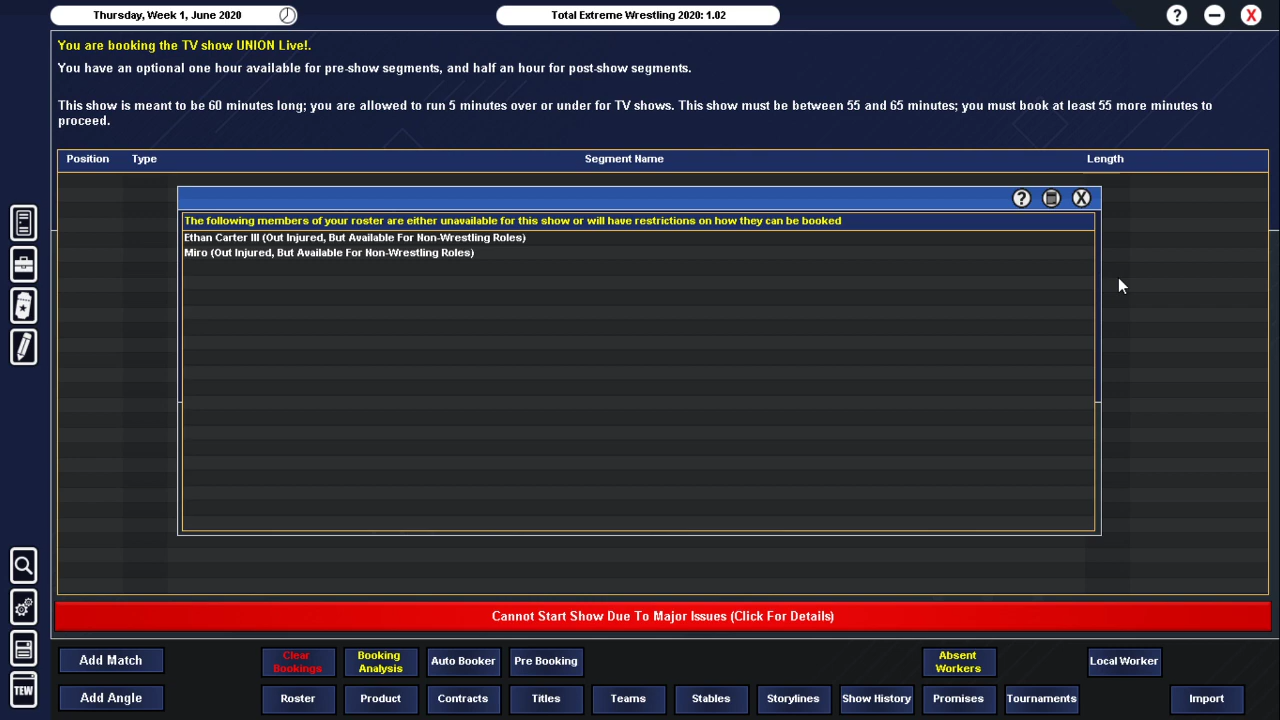 Thursday, Week 1, June 2020
Total Extreme Wrestling 2020: 1.02
?
X
You are booking the TV show UNION Live!.
You have an optional one hour available for pre-show segments, and half an hour for post-show segments.
This show is meant to be 60 minutes long; you are allowed to run 5 minutes over or under for TV shows. This show must be between 55 and 65 minutes; you must book at least 55 more minutes to
proceed.
Position Type Segment Name Length
? X
The following members of your roster are either unavailable for this show or will have restrictions on how they can be booked
Ethan Carter III (Out Injured, But Available For Non-Wrestling Roles)
Miro (Out Injured, But Available For Non-Wrestling Roles)
Cannot Start Show Due To Major Issues (Click For Details)
Add Match
Clear
Bookings
Booking
Analysis
Auto Booker
Pre Booking
Absent
Workers
Local Worker
TEW
Add Angle
Roster
Product
Contracts
Titles
Teams
Stables
Storylines
Show History
Promises
Tournaments
Import